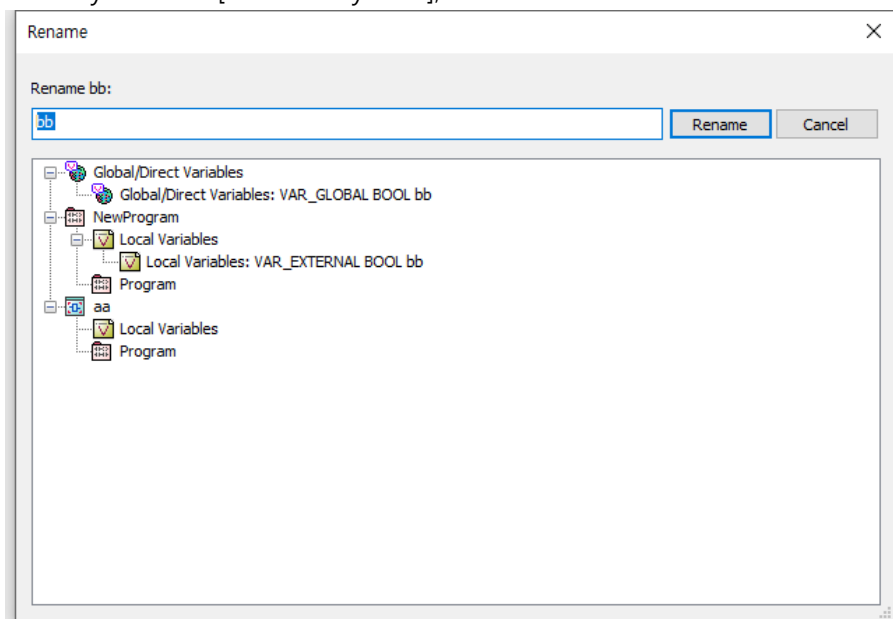 Rename
Rename bb:
bb
Rename
Cancel
Global/Direct Variables
Global/Direct Variables: VAR_GLOBAL BOOL bb
NewProgram
Local Variables
Local Variables: VAR_EXTERNAL BOOL bb
Program
aa
Local Variables
Program